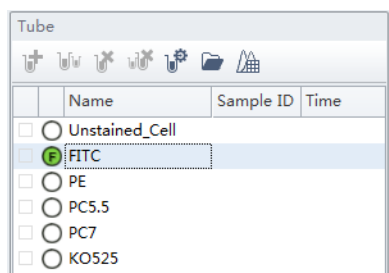 Tube
Name Sample ID Time
Unstained_Cell
F FITC
PE
PC5.5
PC7
KO525